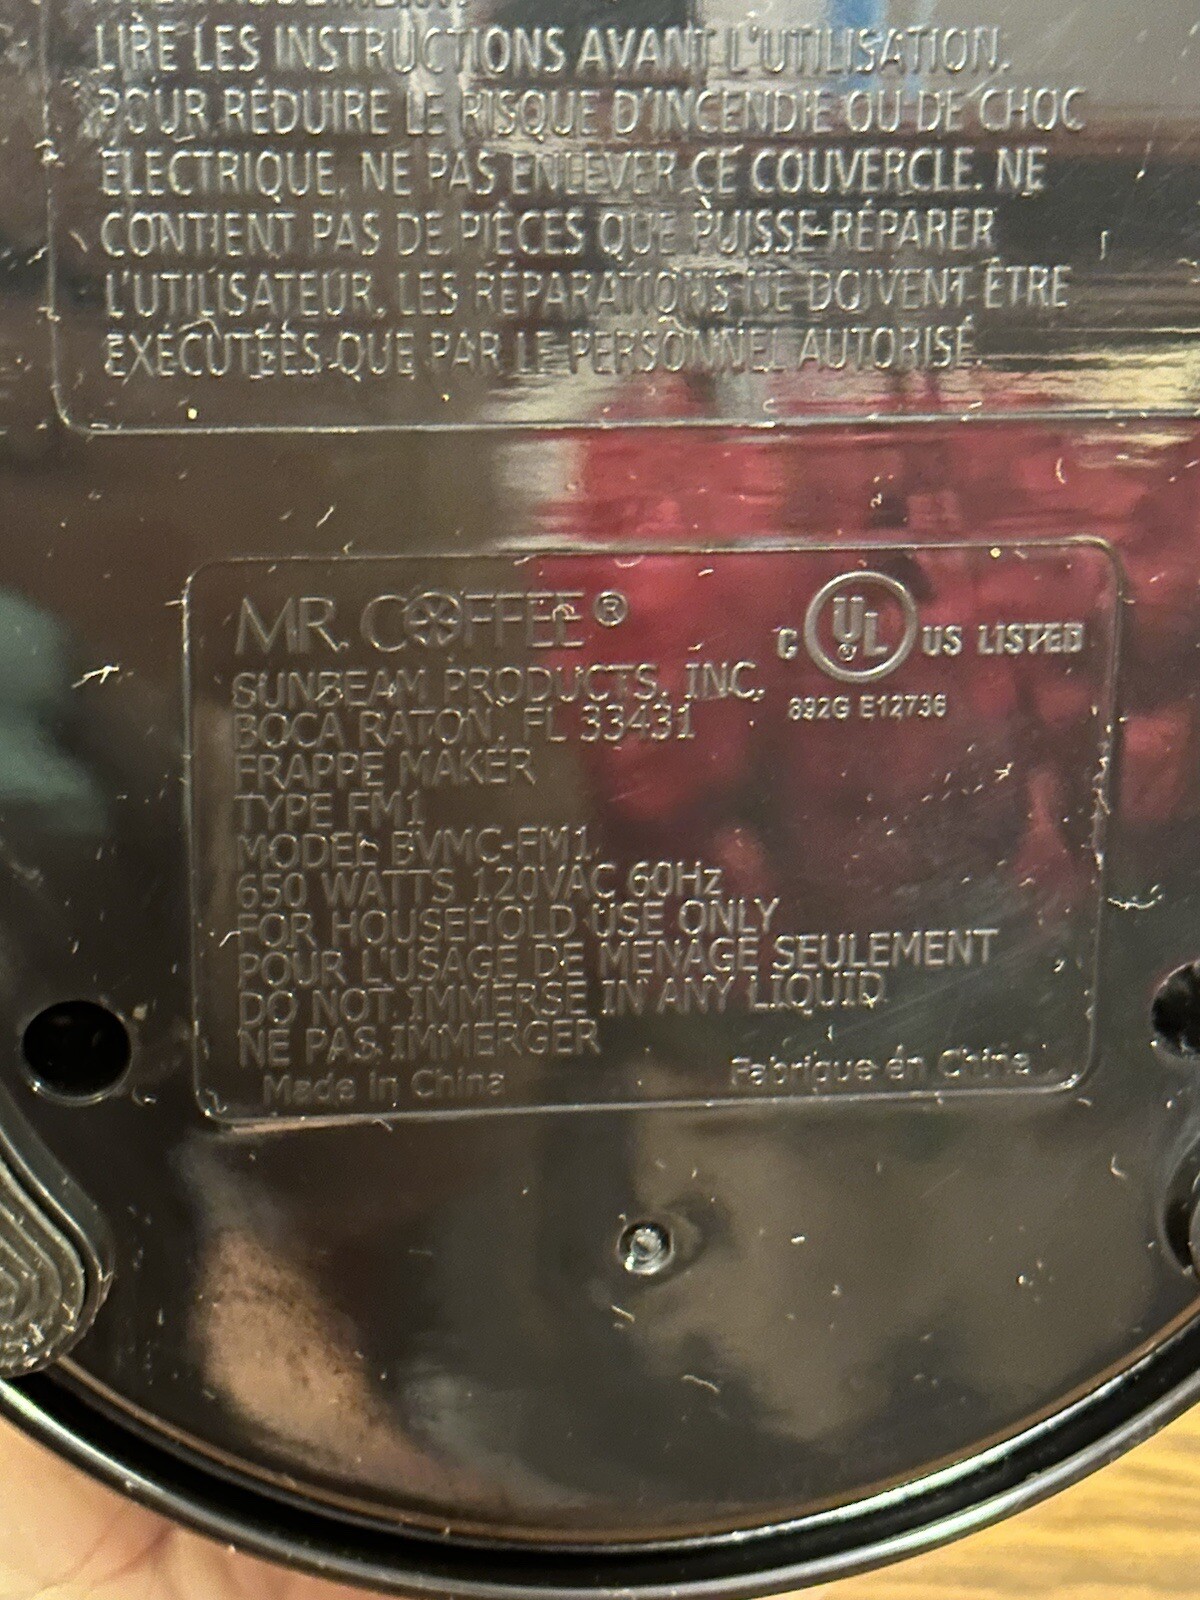 LIRE LES INSTRUCTIONS AVANT L'UTILISATION.
POUR RÉDUIRE LE RISQUE D'INCENDIE OU DE CHOC
ÉLECTRIQUE, NE PAS ENLEVER CE COUVERCLE. NE
CONTIENT PAS DE PIÈCES QUE PUISSE RÉPARER
L'UTILISATEUR. LES RÉPARATIONS NE DOIVENT ÊTRE
EXÉCUTÉES QUE PAR LE PERSONNEL AUTORISÉ.
MR. COFFEE®
C UL® US LISTED
892G E12736
SUNBEAM PRODUCTS, INC.
BOCA RATON, FL 33431
FRAPPE MAKER
TYPE FM1
MODEL BVMC-FM1
650 WATTS 120VAC 60Hz
FOR HOUSEHOLD USE ONLY
POUR L'USAGE DE MENAGE SEULEMENT
DO NOT IMMERSE IN ANY LIQUID
NE PAS IMMERGER
Made in China
Fabrique en China